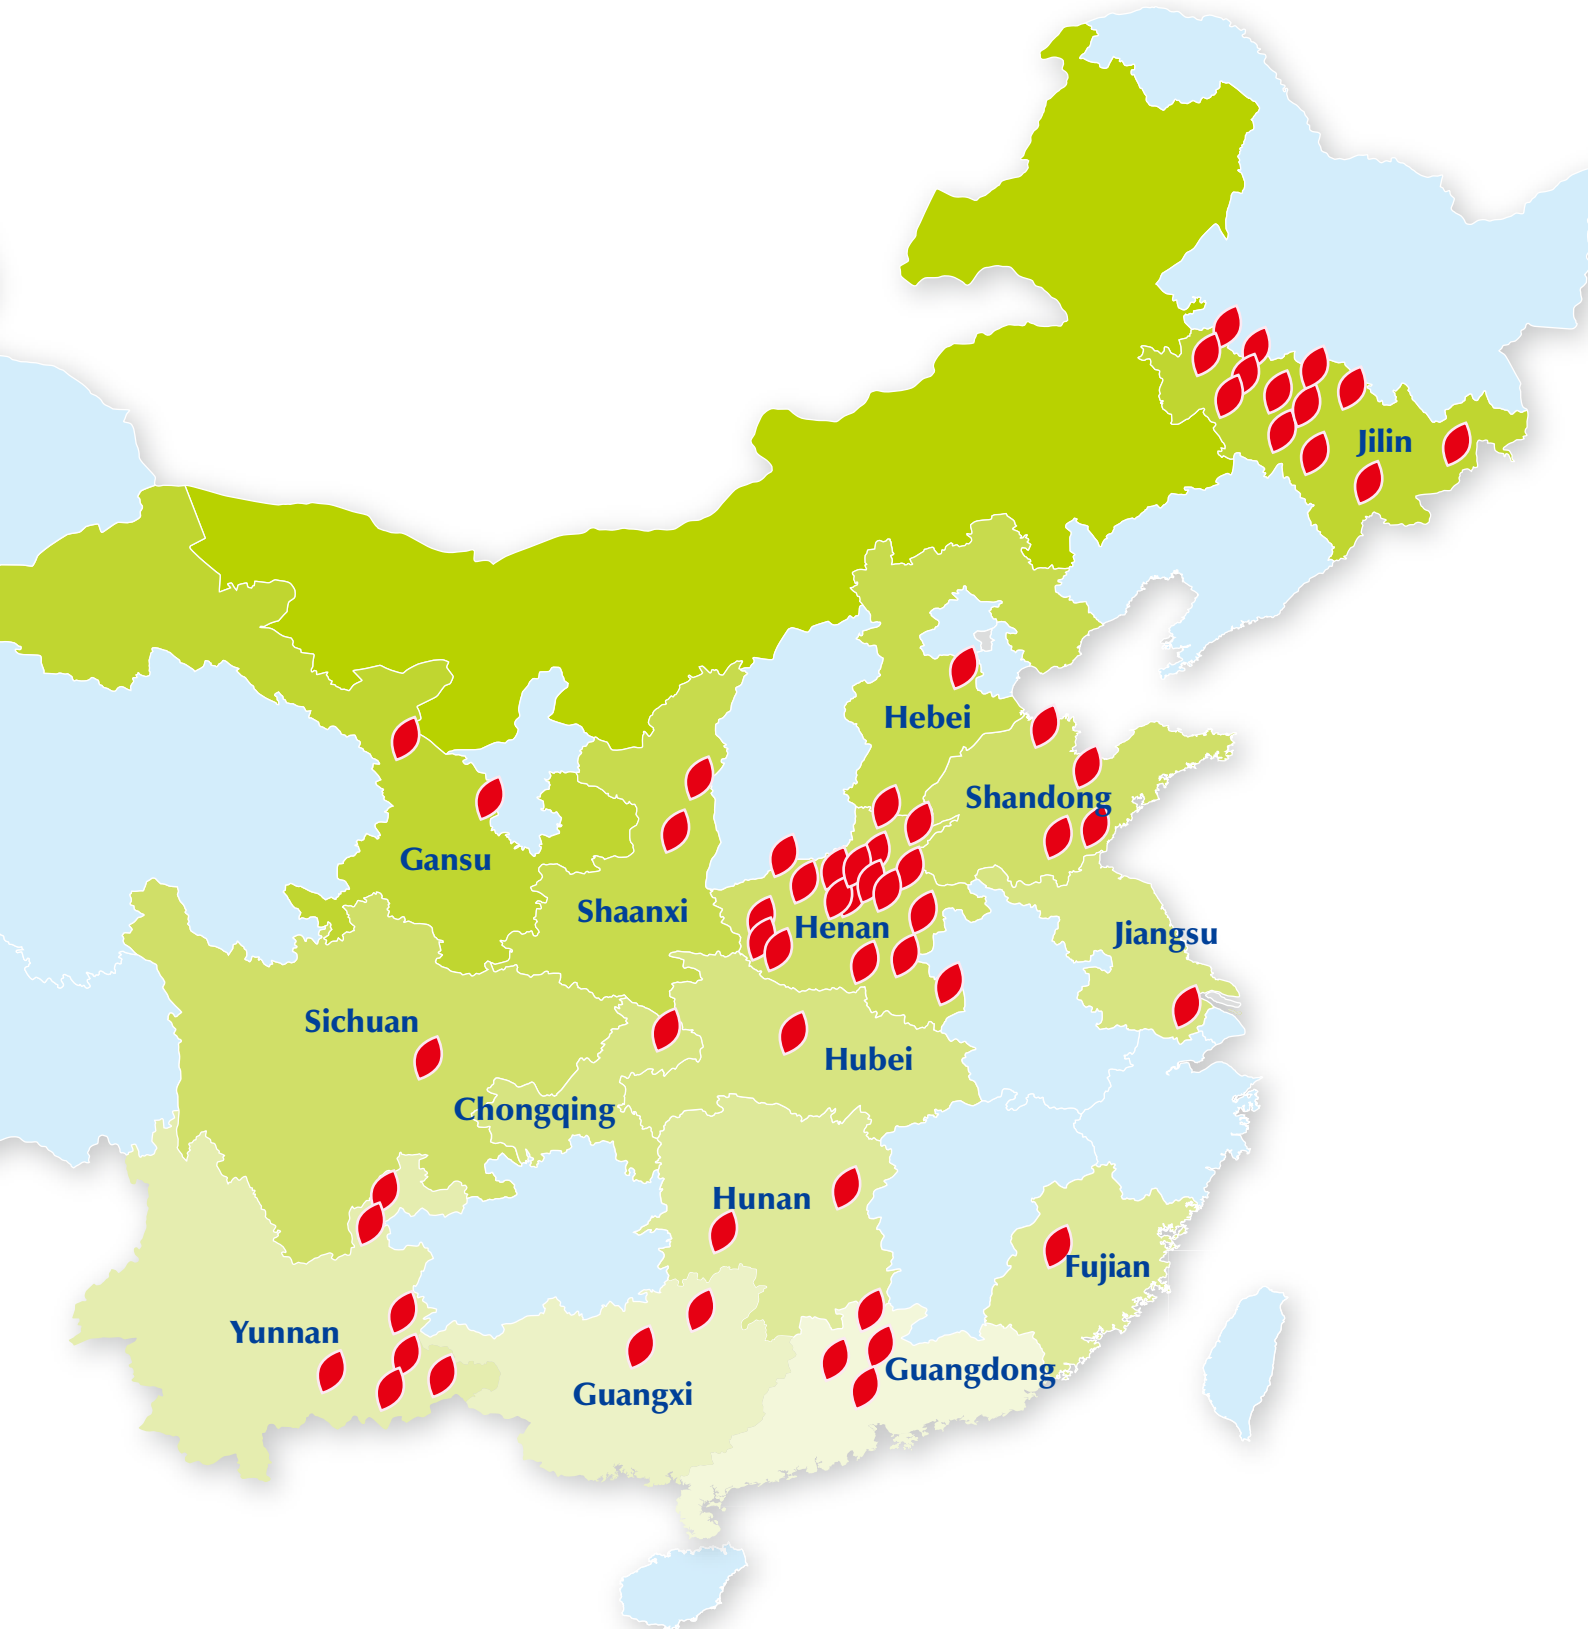 Jilin
Hebei
Shandong
Gansu
Shaanxi
Henan
Jiangsu
Sichuan
Hubei
Chongqing
Hunan
Fujian
Yunnan
Guangdong
Guangxi